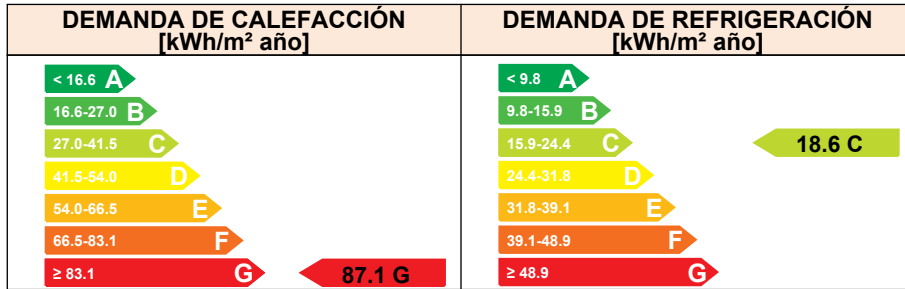 DEMANDA DE CALEFACCIÓN
[kWh/m² año]
< 16.6 A
16.6-27.0 B
27.0-41.5 C
41.5-54.0 D
54.0-66.5 E
66.5-83.1 F
≥ 83.1 G
87.1 G
DEMANDA DE REFRIGERACIÓN
[kWh/m² año]
< 9.8 A
9.8-15.9 B
15.9-24.4 C
18.6 C
24.4-31.8 D
31.8-39.1 E
39.1-48.9 F
≥ 48.9 G